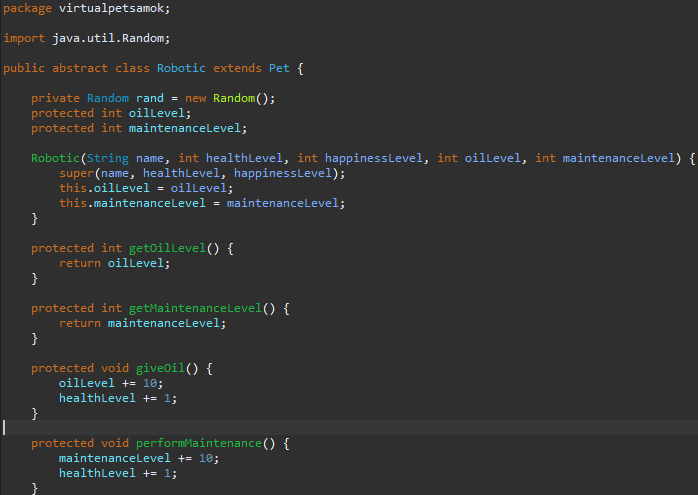 package virtualpetsamok;
import java.util.Random;
public abstract class Robotic extends Pet {
private Random rand = new Random();
protected int oilLevel;
protected int maintenanceLevel;
Robotic(String name, int healthLevel, int happinessLevel, int oilLevel, int maintenanceLevel) {
super(name, healthLevel, happinessLevel);
this.oilLevel = oilLevel;
this.maintenanceLevel = maintenanceLevel;
}
protected int getOilLevel() {
return oilLevel;
}
protected int getMaintenanceLevel() {
return maintenanceLevel;
}
protected void giveOil() {
oilLevel += 10;
healthLevel += 1;
}
protected void performMaintenance() {
maintenanceLevel += 10;
healthLevel += 1;
}